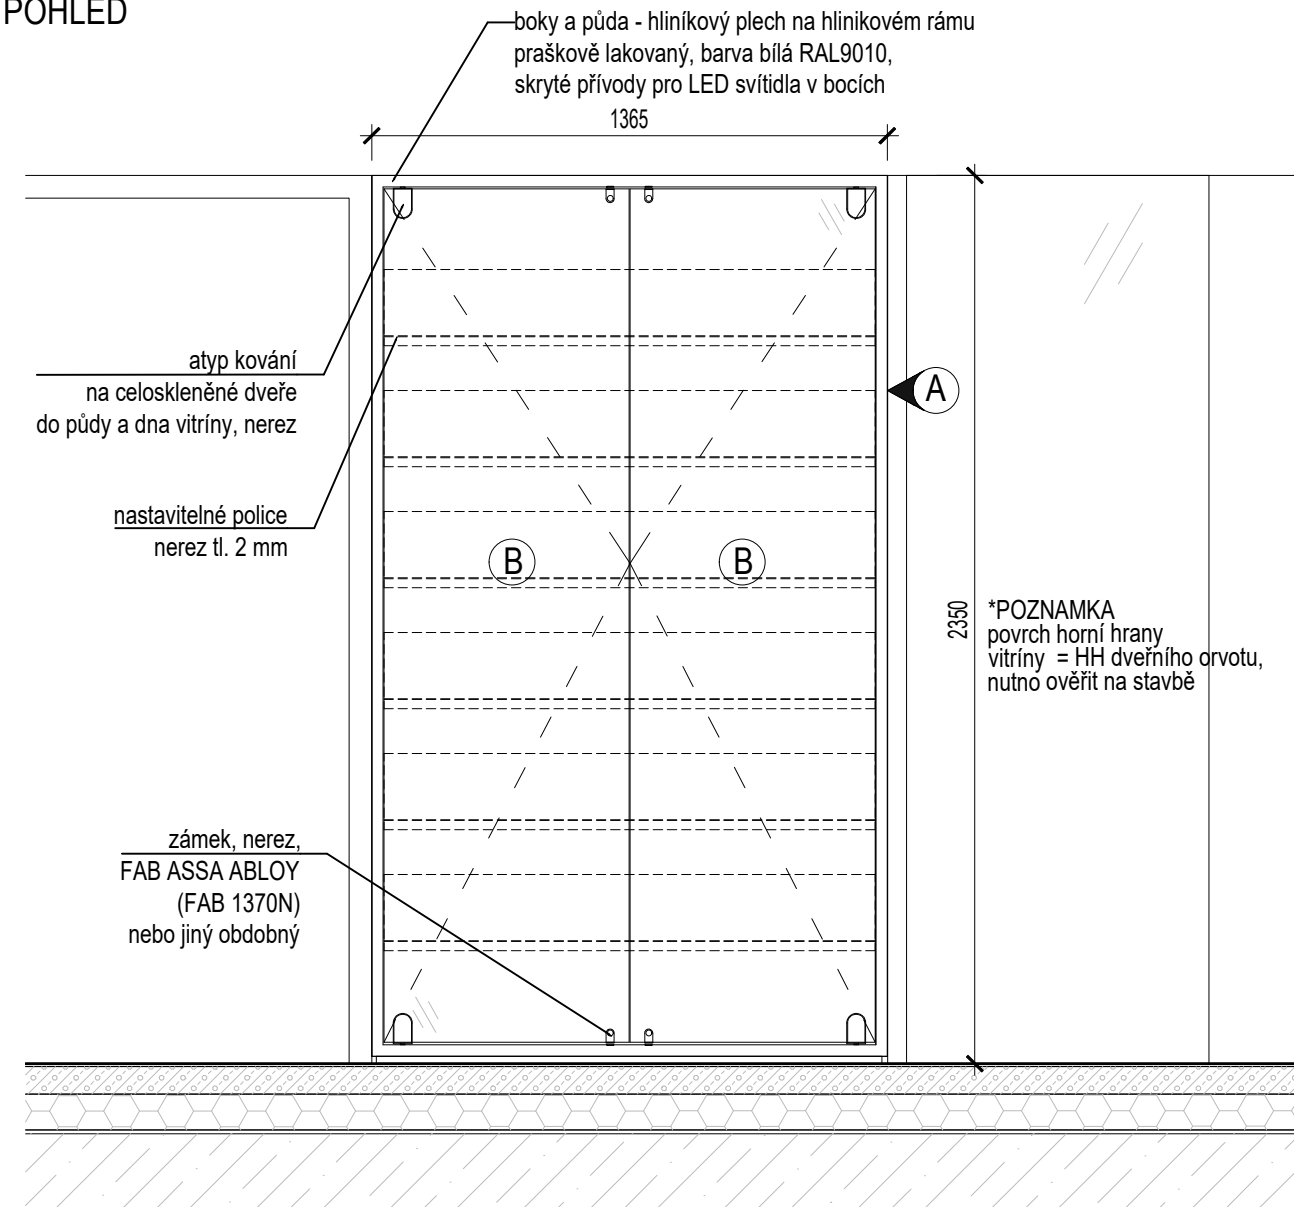 POHLED
boky a půda - hliníkový plech na hlinikovém rámu
praškově lakovaný, barva bílá RAL9010,
skryté přívody pro LED svítidla v bocích
1365
atyp kování
na celoskleněné dveře
do půdy a dna vitríny, nerez
A
nastavitelné police
nerez tl. 2 mm
B
B
2350
*POZNAMKA
povrch horní hrany
vitríny = HH dveřního orvotu,
nutno ověřit na stavbě
zámek, nerez,
FAB ASSA ABLOY
(FAB 1370N)
nebo jiný obdobný